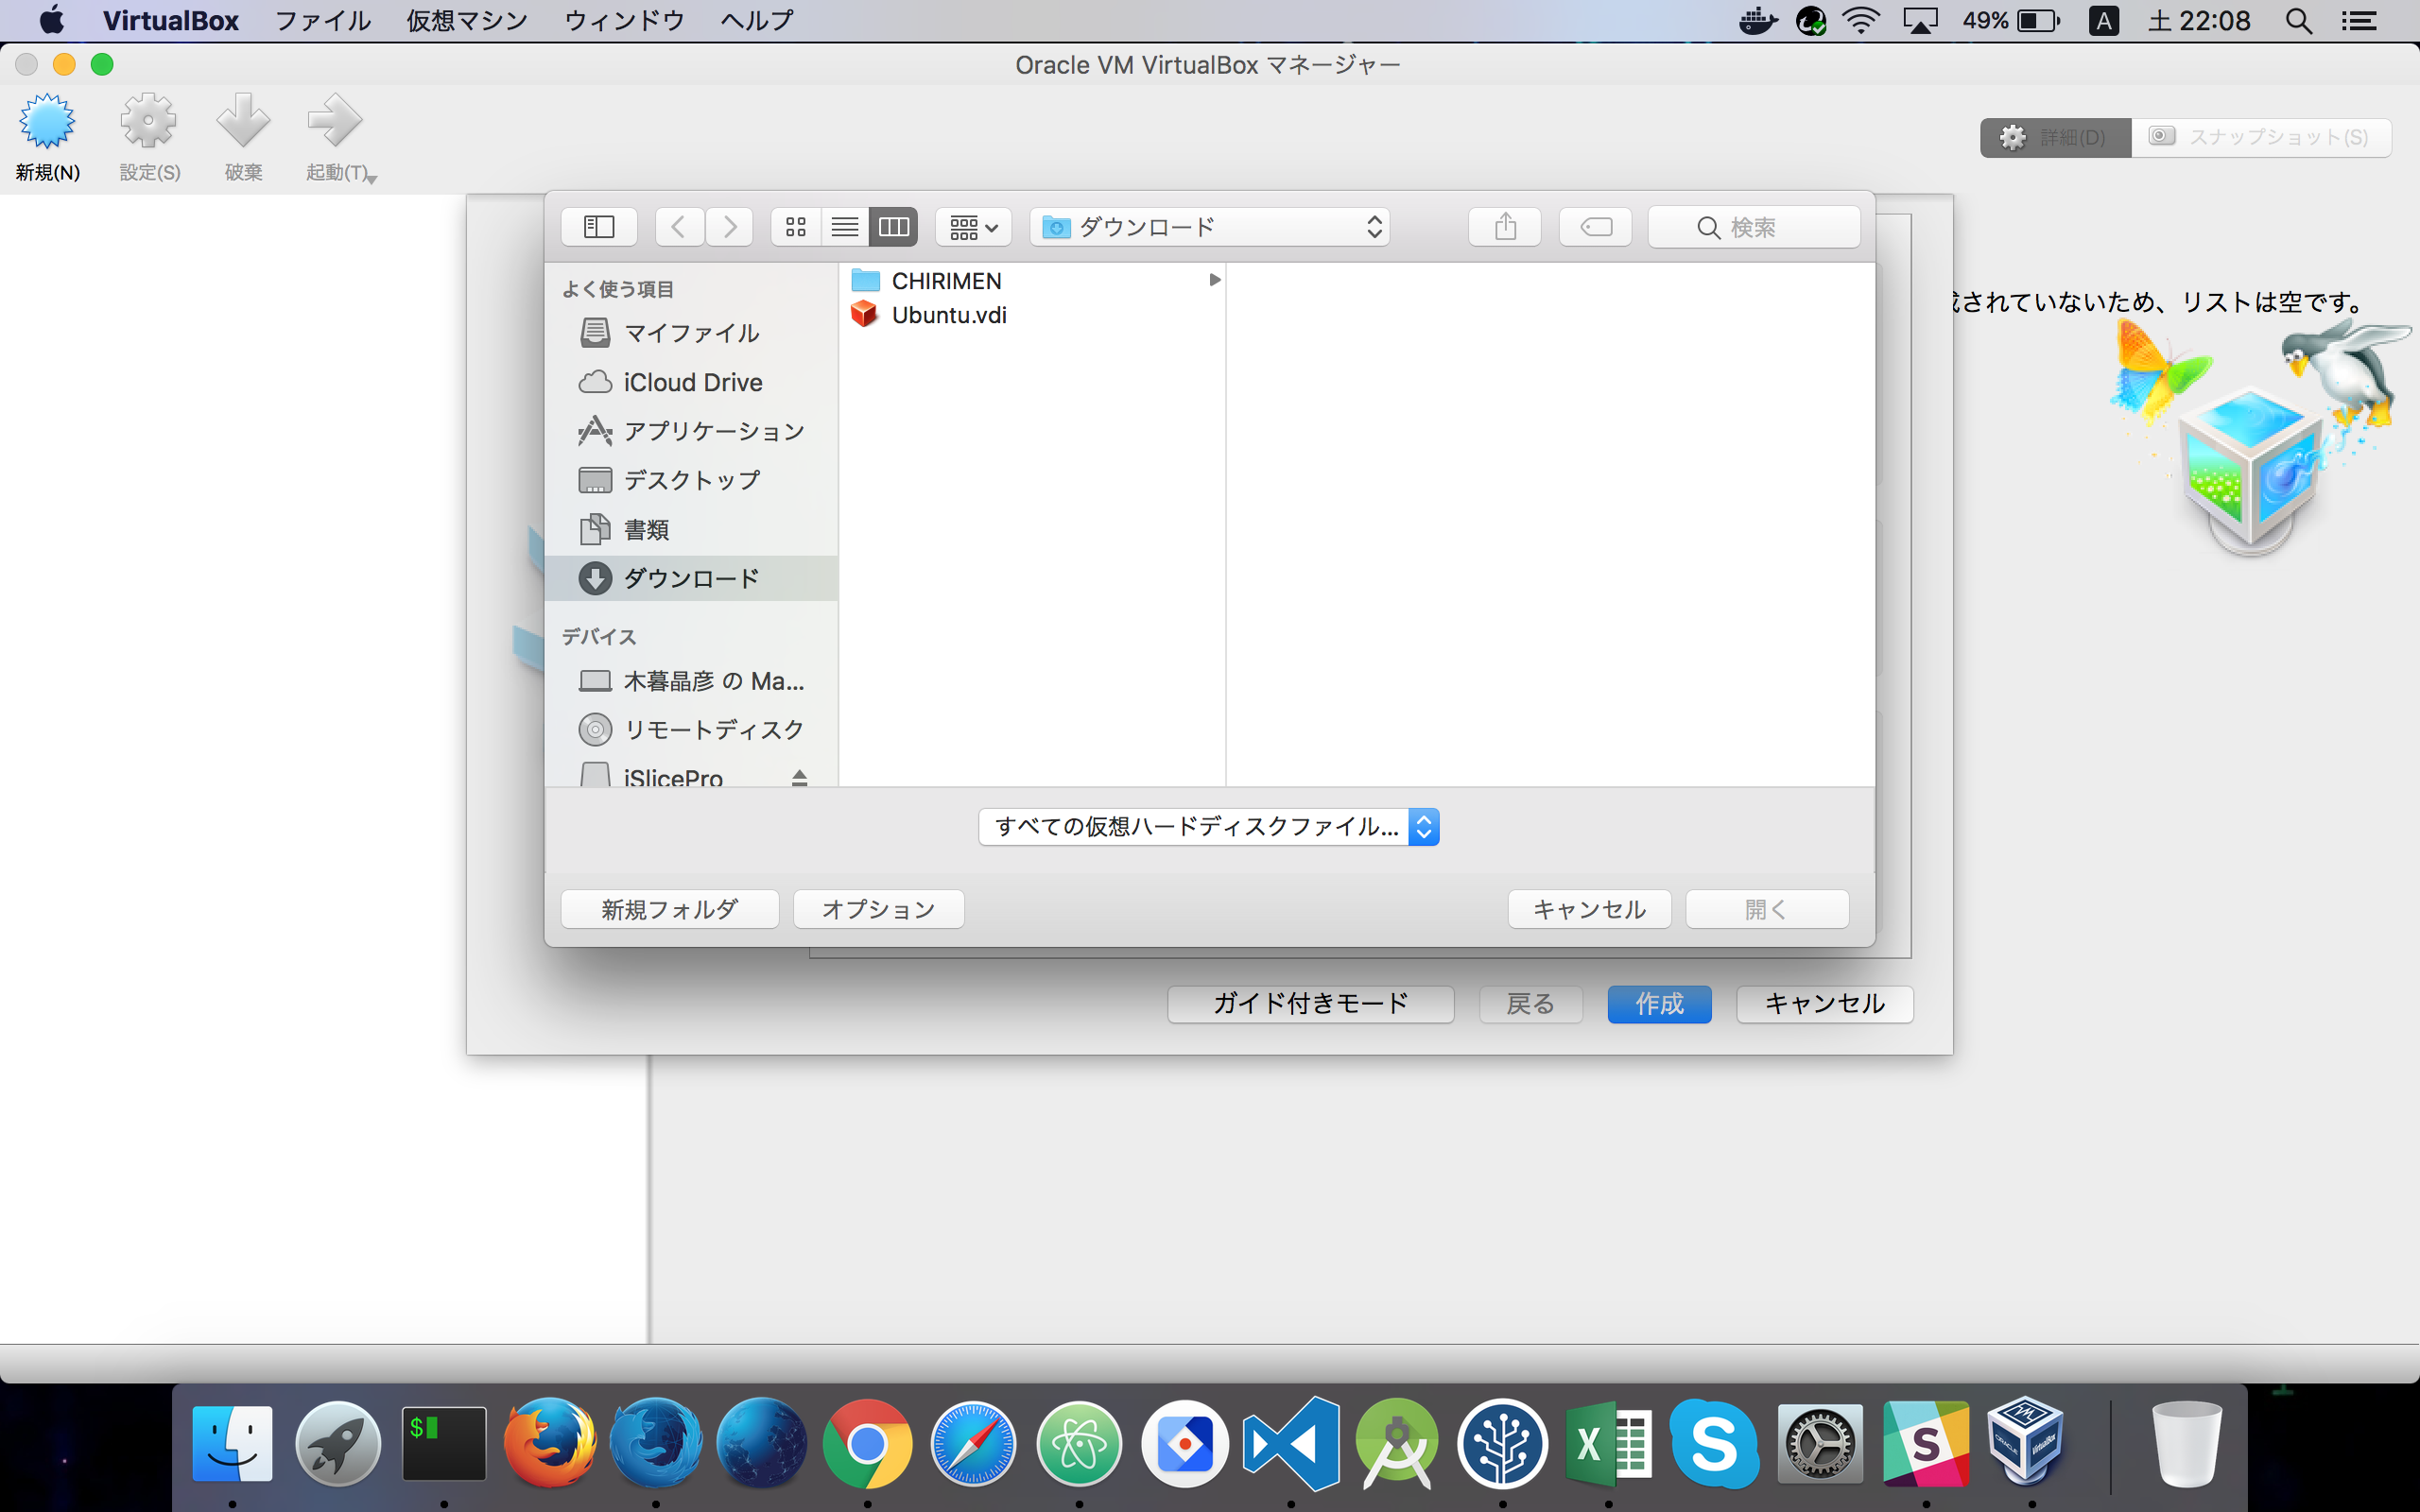 VirtualBox ファイル 仮想マシン ウィンドウ ヘルプ 49% A 土 22:08
Oracle VM VirtualBox マネージャー
新規(N) 設定(S) 破棄 起動(T)
詳細(D) スナップショット(S)
ダウンロード 検索
よく使う項目
マイファイル
iCloud Drive
アプリケーション
デスクトップ
書類
ダウンロード
デバイス
木暮晶彦 の Ma...
リモートディスク
iSlicePro
CHIRIMEN
Ubuntu.vdi
されていないため、リストは空です。
すべての仮想ハードディスクファイル...
新規フォルダ オプション キャンセル 開く
ガイド付きモード 戻る 作成 キャンセル
$
X
S
S
ORACLE
VirtualBox